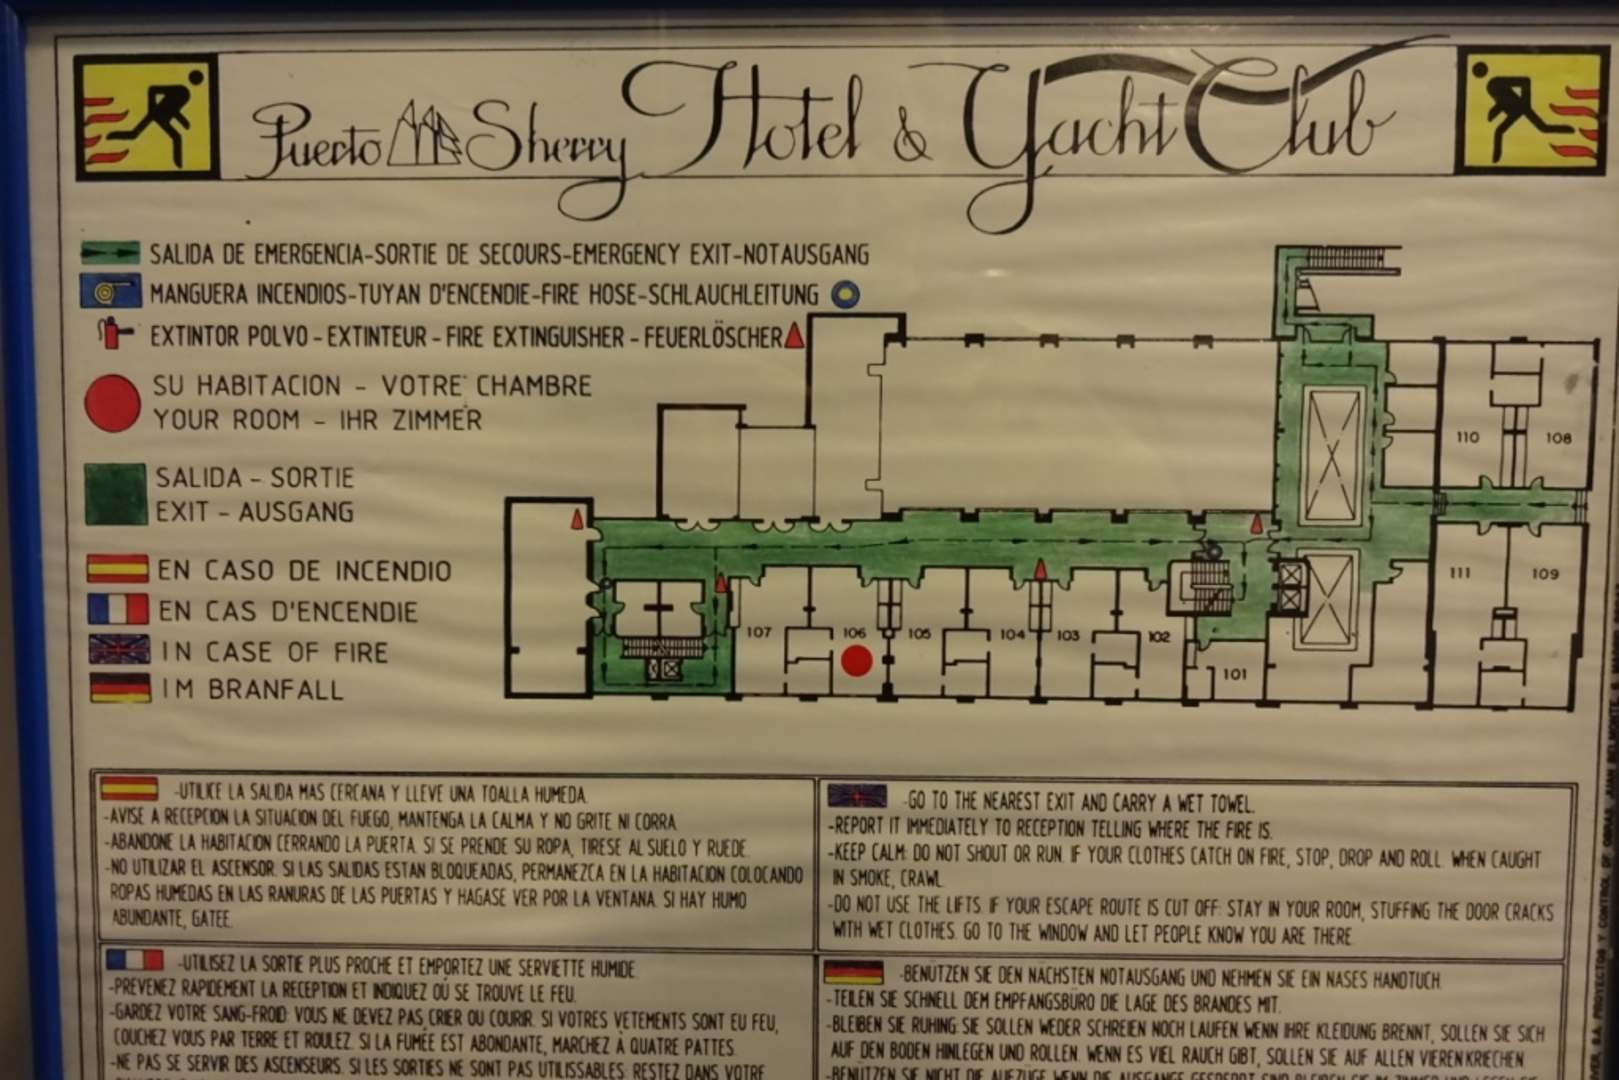 Puerto Sherry Hotel & Yacht Club
SALIDA DE EMERGENCIA-SORTIE DE SECOURS-EMERGENCY EXIT-NOTAUSGANG
MANGUERA INCENDIOS-TUYAN D'ENCENDIE-FIRE HOSE-SCHLAUCHLEITUNG
EXTINTOR POLVO - EXTINTEUR - FIRE EXTINGUISHER - FEUERLÖSCHER
SU HABITACION - VOTRE CHAMBRE
YOUR ROOM - IHR ZIMMER
SALIDA - SORTIE
EXIT - AUSGANG
EN CASO DE INCENDIO
EN CAS D'ENCENDIE
IN CASE OF FIRE
IM BRANFALL
110 108
111 109
107 106 105 104 103 102
101
-UTILICE LA SALIDA MAS CERCANA Y LLEVE UNA TOALLA HUMEDA.
-AVISE A RECEPCION LA SITUACION DEL FUEGO, MANTENGA LA CALMA Y NO GRITE NI CORRA.
-ABANDONE LA HABITACION CERRANDO LA PUERTA. SI SE PRENDE SU ROPA, TIRESE AL SUELO Y RUEDE.
-NO UTILIZAR EL ASCENSOR. SI LAS SALIDAS ESTAN BLOQUEADAS, PERMANEZCA EN LA HABITACION COLOCANDO
ROPAS HUMEDAS EN LAS RANURAS DE LAS PUERTAS Y HAGASE VER POR LA VENTANA. SI HAY HUMO
ABUNDANTE, GATEE.
-GO TO THE NEAREST EXIT AND CARRY A WET TOWEL.
-REPORT IT IMMEDIATELY TO RECEPTION TELLING WHERE THE FIRE IS.
-KEEP CALM: DO NOT SHOUT OR RUN. IF YOUR CLOTHES CATCH ON FIRE, STOP, DROP AND ROLL. WHEN CAUGHT
IN SMOKE, CRAWL.
-DO NOT USE THE LIFTS. IF YOUR ESCAPE ROUTE IS CUT OFF: STAY IN YOUR ROOM, STUFFING THE DOOR CRACKS
WITH WET CLOTHES. GO TO THE WINDOW AND LET PEOPLE KNOW YOU ARE THERE.
-UTILISEZ LA SORTIE PLUS PROCHE ET EMPORTEZ UNE SERVIETTE HUMIDE.
-PREVENEZ RAPIDEMENT LA RECEPTION ET INDIQUEZ OÙ SE TROUVE LE FEU.
-GARDEZ VOTRE SANG-FROID: VOUS NE DEVEZ PAS CRIER OU COURIR. SI VOTRES VETEMENTS SONT EU FEU,
COUCHEZ VOUS PAR TERRE ET ROULEZ. SI LA FUMÉE EST ABONDANTE, MARCHEZ À QUATRE PATTES.
-NE PAS SE SERVIR DES ASCENSEURS. SI LES SORTIES NE SONT PAS UTILISSABLES: RESTEZ DANS VOTRE
-BENUTZEN SIE DEN NACHSTEN NOTAUSGANG UND NEHMEN SIE EIN NASES HANDTUCH.
-TEILEN SIE SCHNELL DEM EMPFANGSBÜRO DIE LAGE DES BRANDES MIT.
-BLEIBEN SIE RUHING: SIE SOLLEN WEDER SCHREIEN NOCH LAUFEN. WENN IHRE KLEIDUNG BRENNT, SOLLEN SIE SICH
AUF DEN BODEN HINLEGEN UND ROLLEN. WENN ES VIEL RAUCH GIBT, SOLLEN SIE AUF ALLEN VIEREN KRIECHEN.